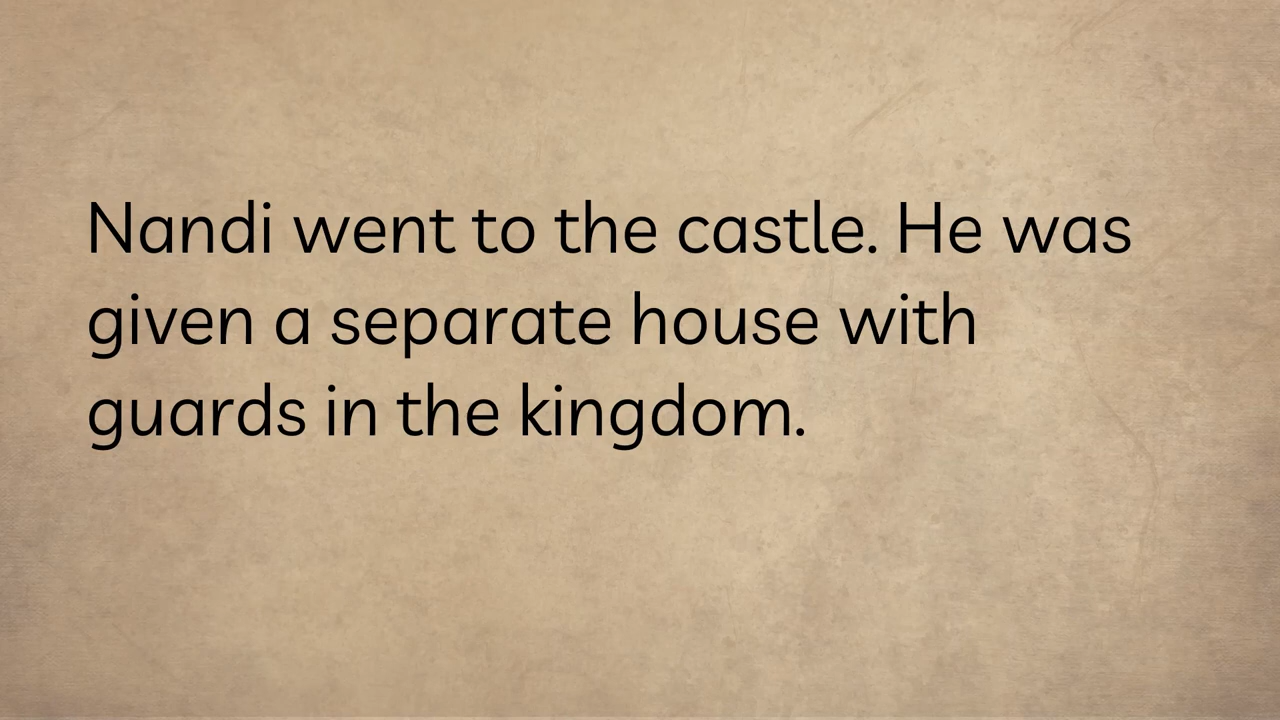 Nandi went to the castle. He was
given a separate house with
guards in the kingdom.